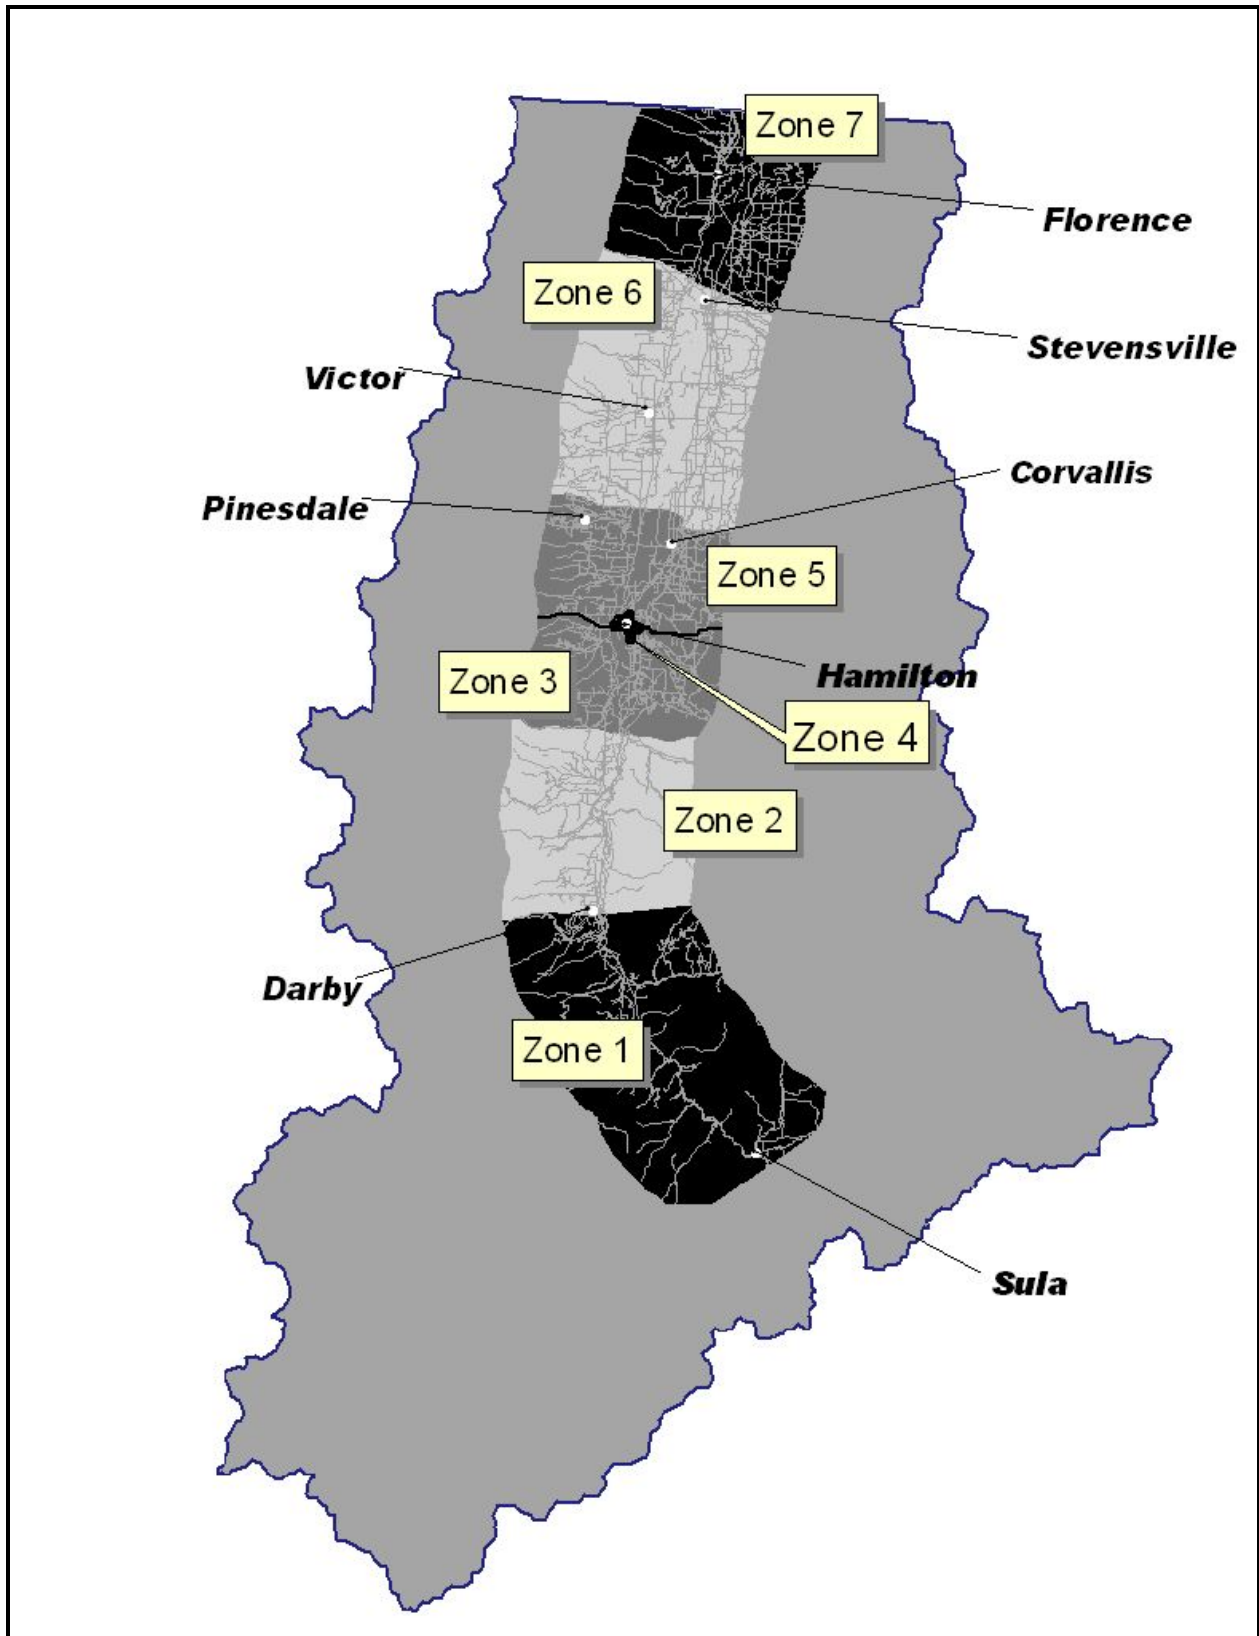 Zone 7
Florence
Zone 6
Stevensville
Victor
Corvallis
Pinesdale
Zone 5
Zone 3
Hamilton
Zone 4
Zone 2
Darby
Zone 1
Sula